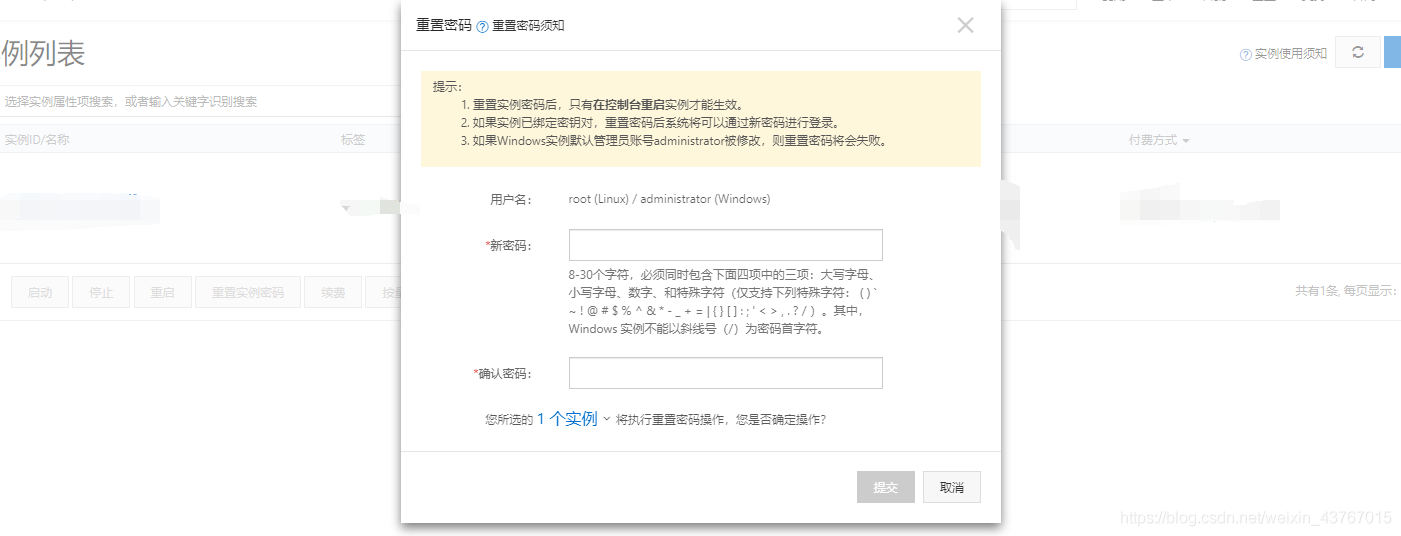 重置密码 ? 重置密码须知
例列表
? 实例使用须知
提示：
1. 重置实例密码后，只有在控制台重启实例才能生效。
选择实例属性项搜索，或者输入关键字识别搜索
2. 如果实例已绑定密钥对，重置密码后系统将可以通过新密码进行登录。
3. 如果Windows实例默认管理员账号administrator被修改，则重置密码将会失败。
实例ID/名称
标签
付费方式
用户名：
root (Linux) / administrator (Windows)
*新密码：
8-30个字符，必须同时包含下面四项中的三项：大写字母、
小写字母、数字、和特殊字符（仅支持下列特殊字符： ( ) `
~ ! @ # $ % ^ & * - _ + = | { } [ ] : ; ' < > , . ? / ）。其中，
Windows 实例不能以斜线号（/）为密码首字符。
启动
停止
重启
重置实例密码
续费
按量
共有1条, 每页显示:
*确认密码：
您所选的 1 个实例 将执行重置密码操作，您是否确定操作？
提交
取消
https://blog.csdn.net/weixin_43767015